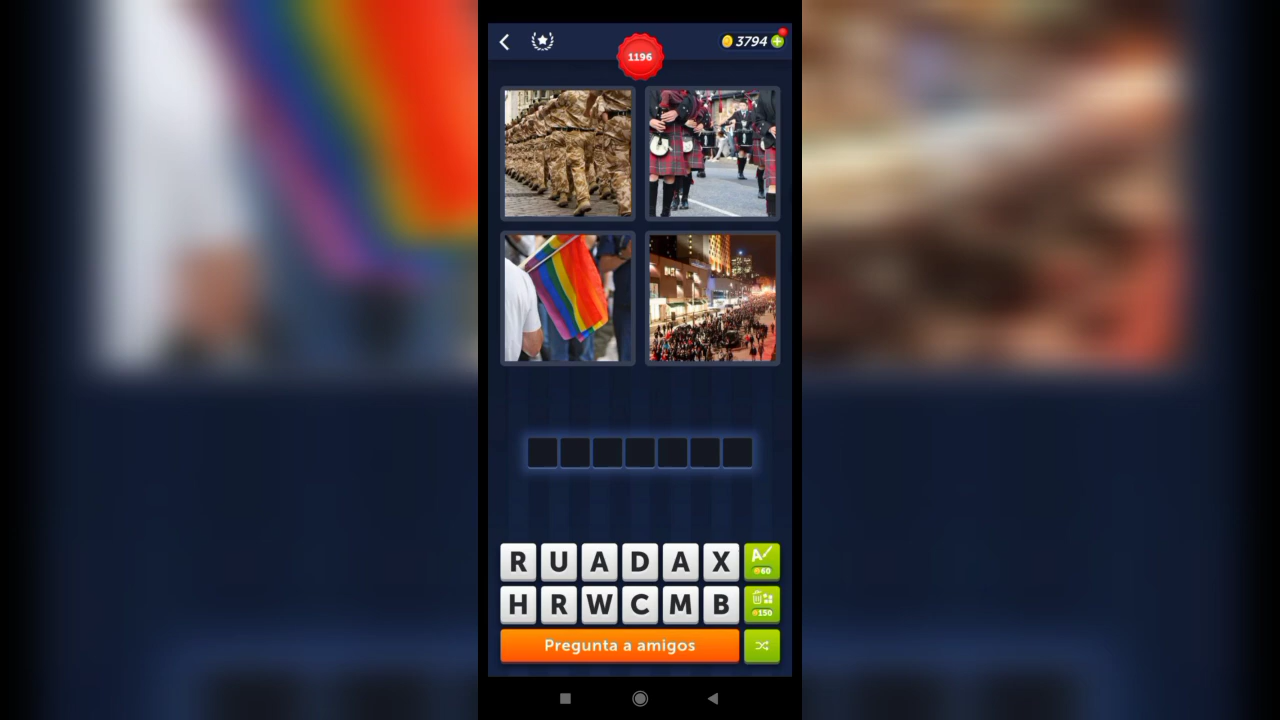 1196
3794
R U A D A X
60
H R W C M B
150
Pregunta a amigos